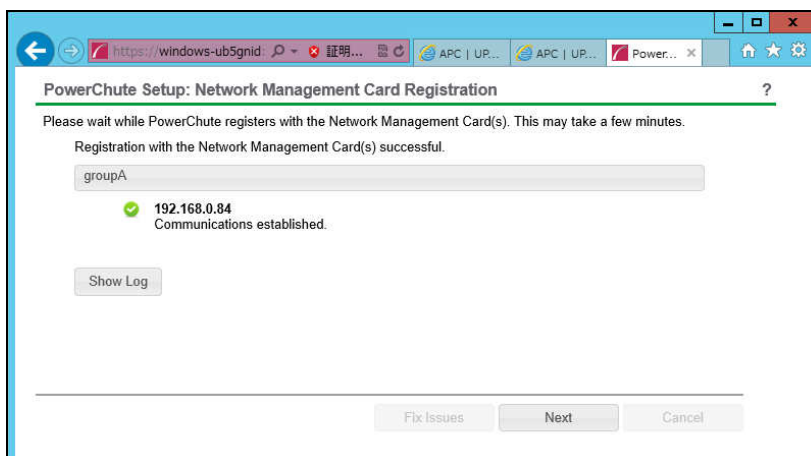 https://windows-ub5gnid:
証明...
APC | UP...
APC | UP...
Power...
PowerChute Setup: Network Management Card Registration
?
Please wait while PowerChute registers with the Network Management Card(s). This may take a few minutes.
Registration with the Network Management Card(s) successful.
groupA
192.168.0.84
Communications established.
Show Log
Fix Issues
Next
Cancel